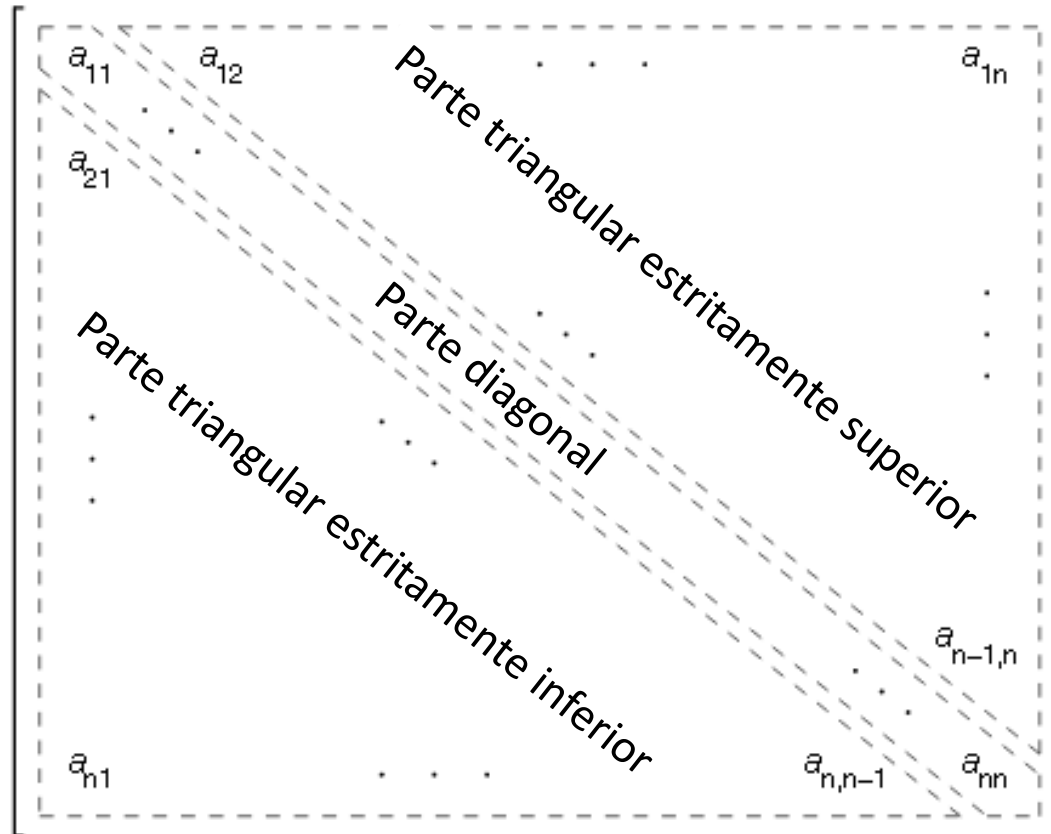 a11 a12 a1n
Parte triangular estritamente superior
a21
Parte diagonal
Parte triangular estritamente inferior
an−1,n
an1 an,n−1 ann